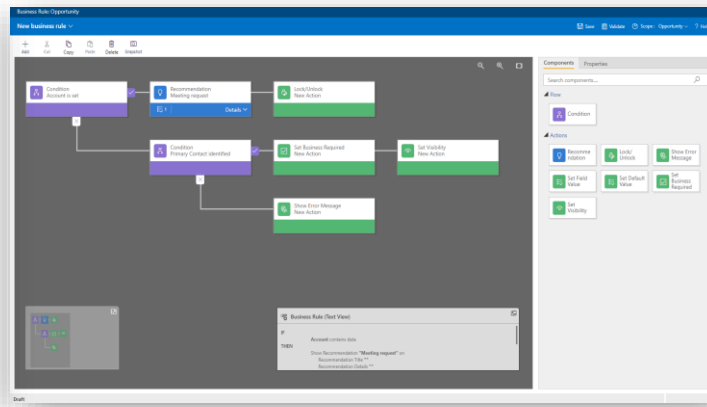 Business Rule: Opportunity
New business rule
Save
Validate
Scope : Opportunity
? Help
Add
Cut
Copy
Paste
Delete
Snapshot
Condition
Account is set
Recommendation
Meeting request
1
Details
Lock/Unlock
New Action
Condition
Primary Contact identified
Set Business Required
New Action
Set Visibility
New Action
Show Error Message
New Action
Business Rule (Text View)
IF
Account contains data
THEN
Show Recommendation "Meeting request" on
Recommendation Title ""
Recommendation Details ""
Components
Properties
Search components...
Flow
Condition
Actions
Recomme
ndation
Lock/
Unlock
Show Error
Message
Set Field
Value
Set Default
Value
Set
Business
Required
Set
Visibility
Draft